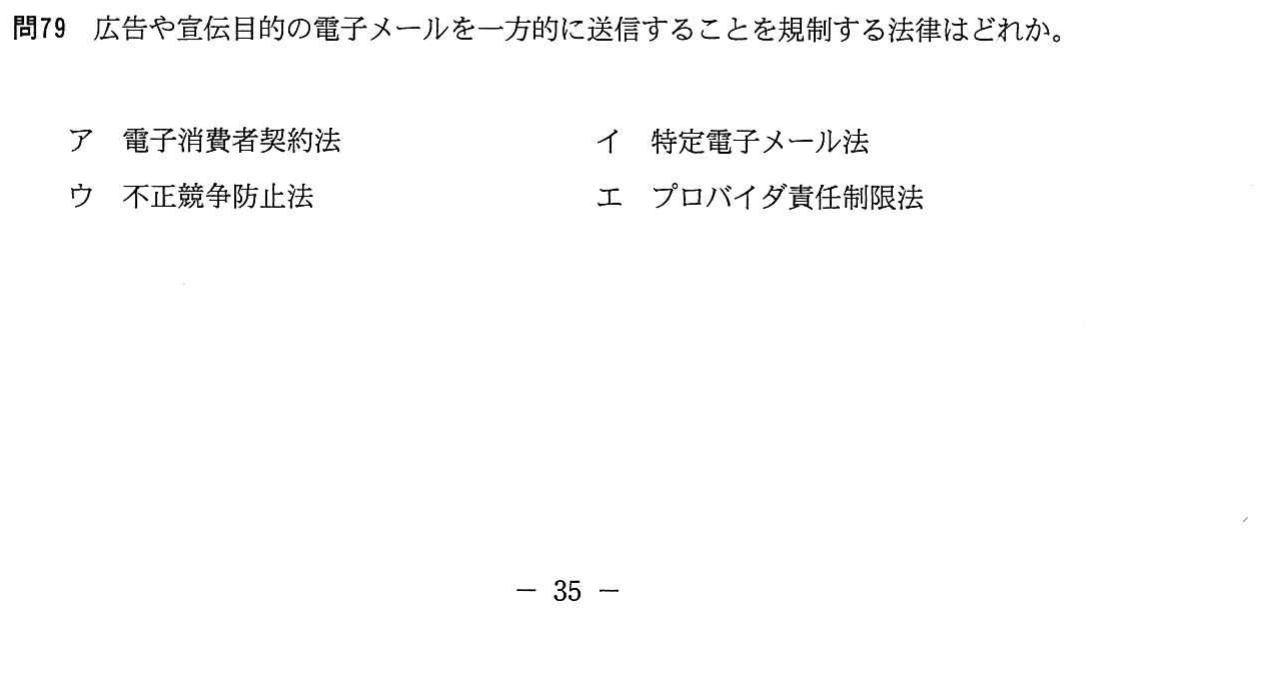 問79 広告や宣伝目的の電子メールを一方的に送信することを規制する法律はどれか。
ア 電子消費者契約法 イ 特定電子メール法
ウ 不正競争防止法 エ プロバイダ責任制限法
― 35 ―